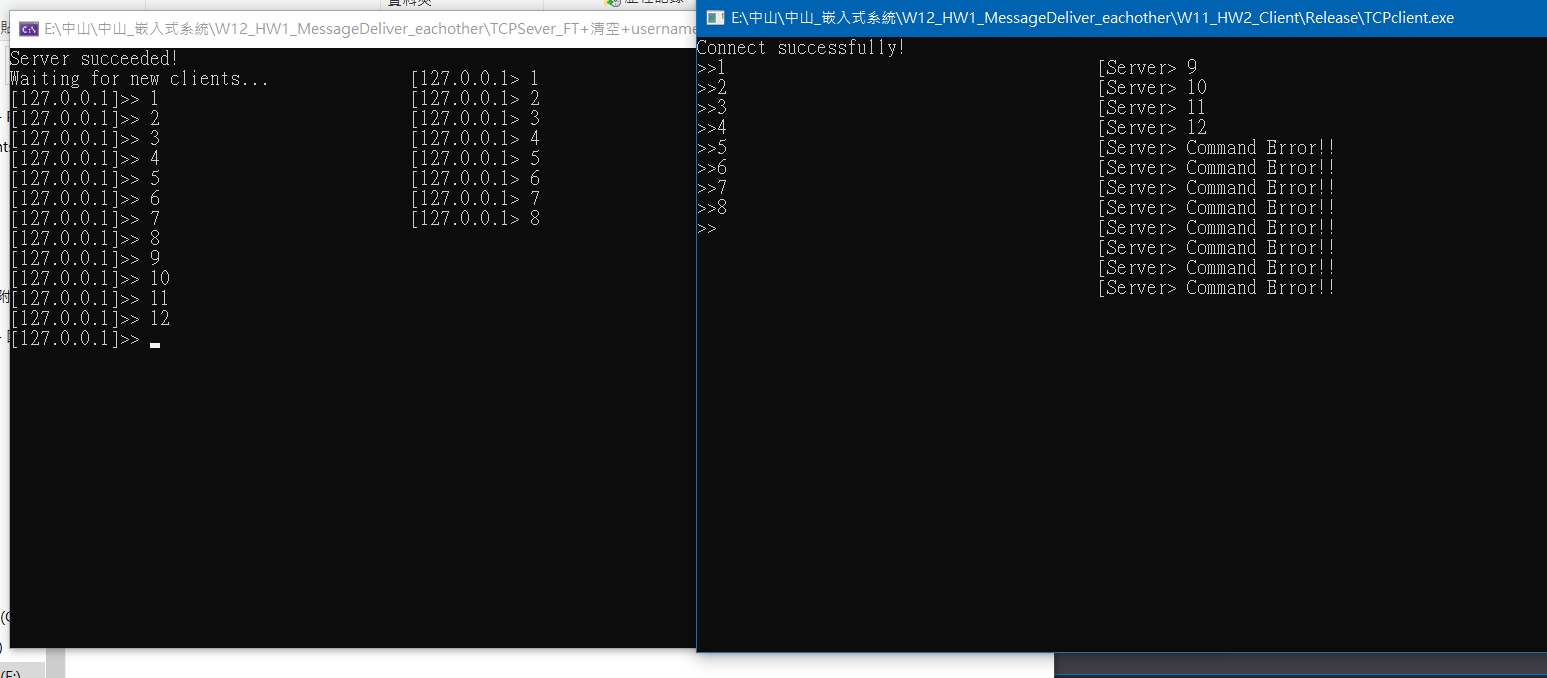 資料夾
E:\中山\中山_嵌入式系統\W12_HW1_MessageDeliver_eachother\TCPSever_FT+清空+username
Server succeeded!
Waiting for new clients... [127.0.0.1> 1
[127.0.0.1]>> 1 [127.0.0.1> 2
[127.0.0.1]>> 2 [127.0.0.1> 3
[127.0.0.1]>> 3 [127.0.0.1> 4
[127.0.0.1]>> 4 [127.0.0.1> 5
[127.0.0.1]>> 5 [127.0.0.1> 6
[127.0.0.1]>> 6 [127.0.0.1> 7
[127.0.0.1]>> 7 [127.0.0.1> 8
[127.0.0.1]>> 8
[127.0.0.1]>> 9
[127.0.0.1]>> 10
[127.0.0.1]>> 11
[127.0.0.1]>> 12
[127.0.0.1]>>
E:\中山\中山_嵌入式系統\W12_HW1_MessageDeliver_eachother\W11_HW2_Client\Release\TCPclient.exe
Connect successfully!
>>1 [Server> 9
>>2 [Server> 10
>>3 [Server> 11
>>4 [Server> 12
>>5 [Server> Command Error!!
>>6 [Server> Command Error!!
>>7 [Server> Command Error!!
>>8 [Server> Command Error!!
>> [Server> Command Error!!
[Server> Command Error!!
[Server> Command Error!!
[Server> Command Error!!
(E:)